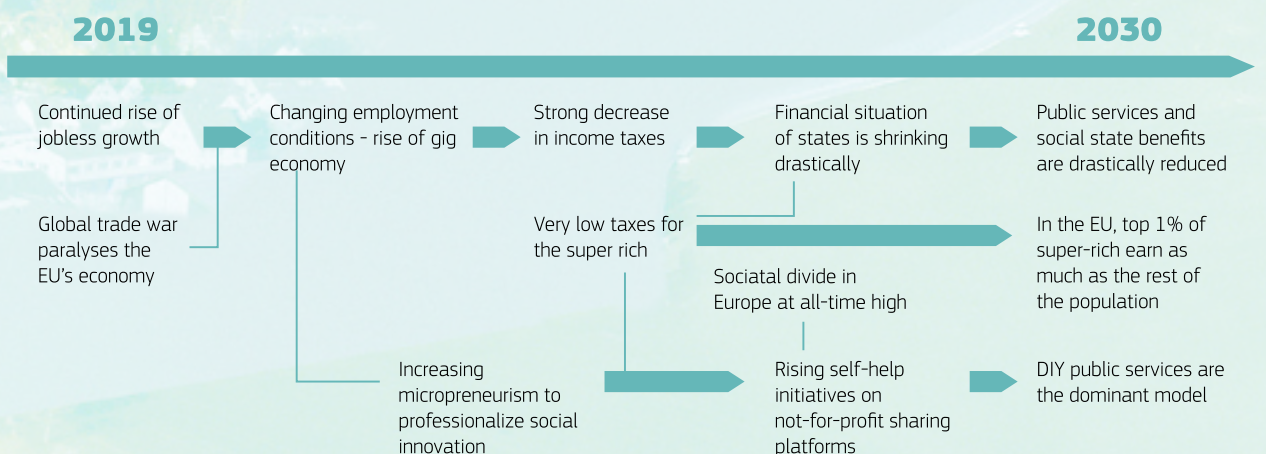 2019
2030
Continued rise of
jobless growth
Changing employment
conditions - rise of gig
economy
Strong decrease
in income taxes
Financial situation
of states is shrinking
drastically
Public services and
social state benefits
are drastically reduced
Global trade war
paralyses the
EU's economy
Very low taxes for
the super rich
In the EU, top 1% of
super-rich earn as
much as the rest of
the population
Sociatal divide in
Europe at all-time high
Increasing
micropreneurism to
professionalize social
innovation
Rising self-help
initiatives on
not-for-profit sharing
platforms
DIY public services are
the dominant model